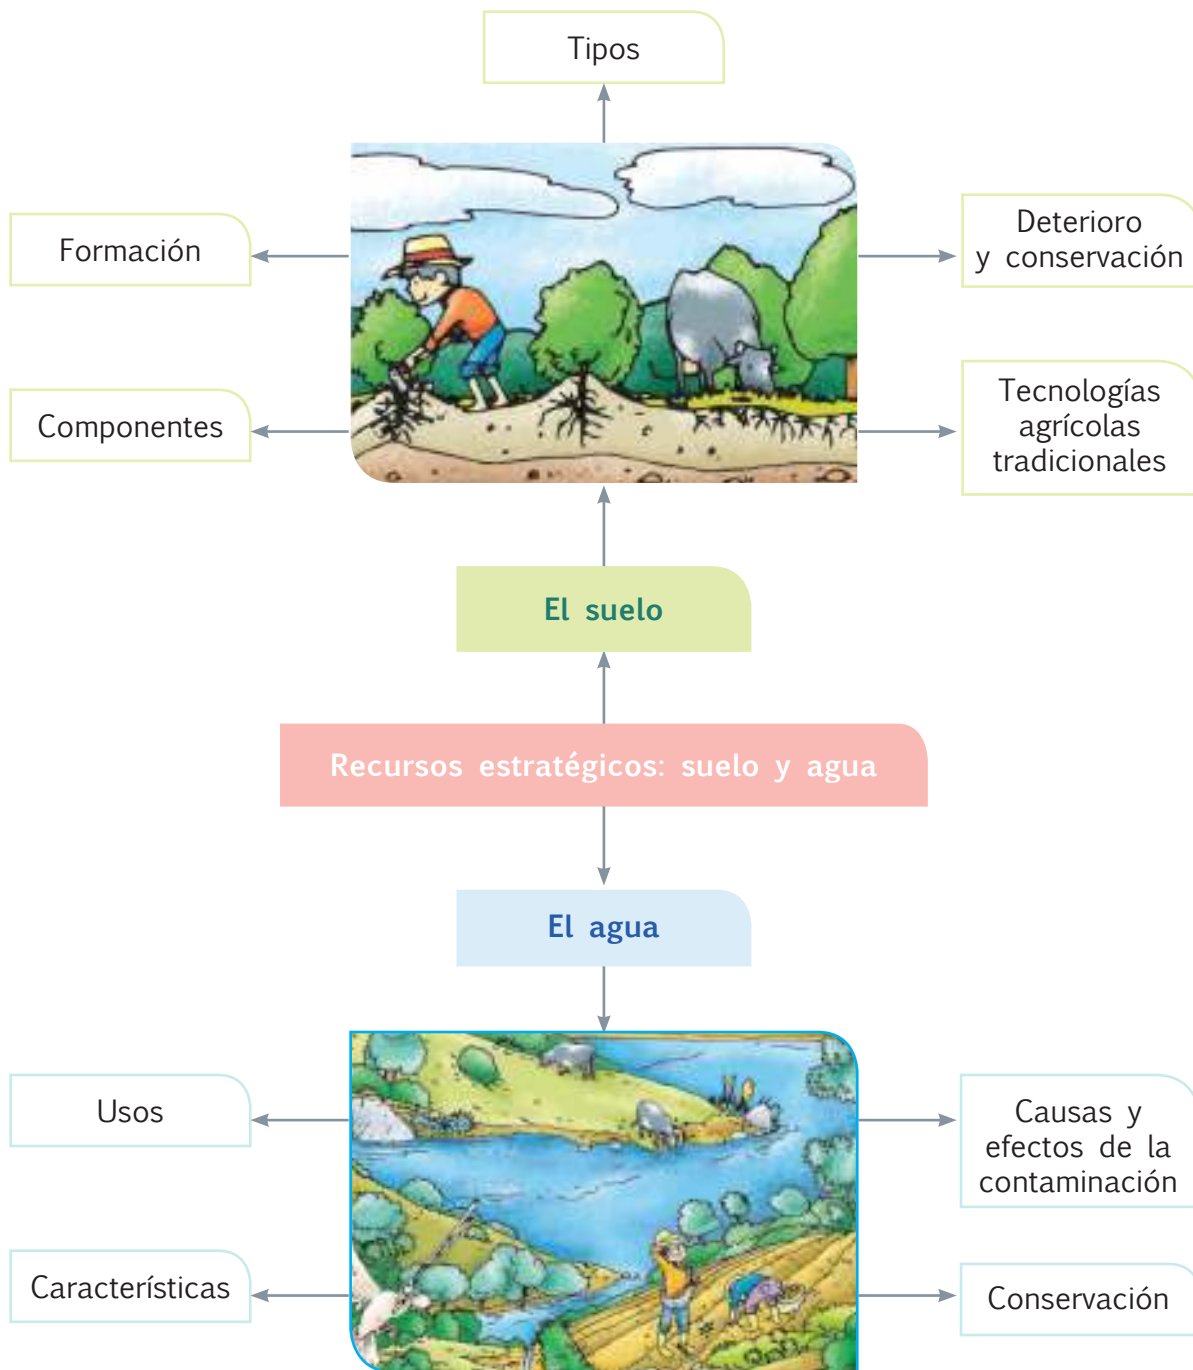 Tipos
Formación
Deterioro
y conservación
Componentes
Tecnologías
agrícolas
tradicionales
El suelo
Recursos estratégicos: suelo y agua
El agua
Usos
Causas y
efectos de la
contaminación
Características
Conservación